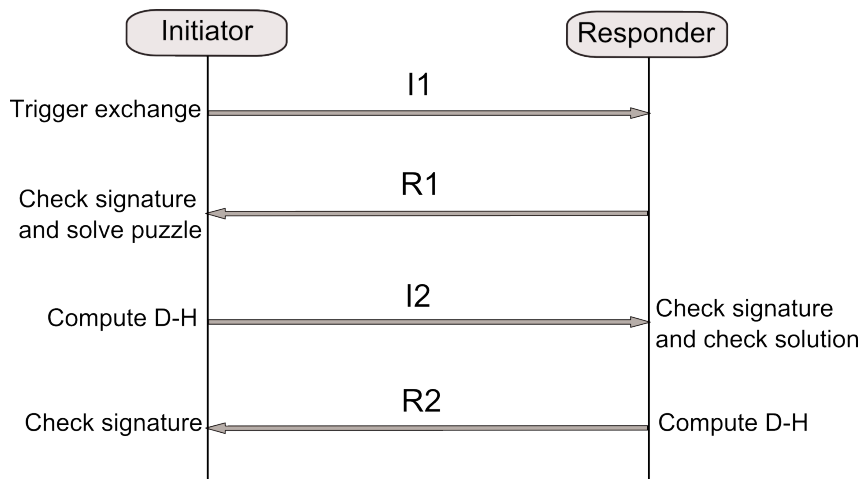 Initiator
Responder
I1
Trigger exchange
R1
Check signature
and solve puzzle
I2
Compute D-H
Check signature
and check solution
R2
Check signature
Compute D-H